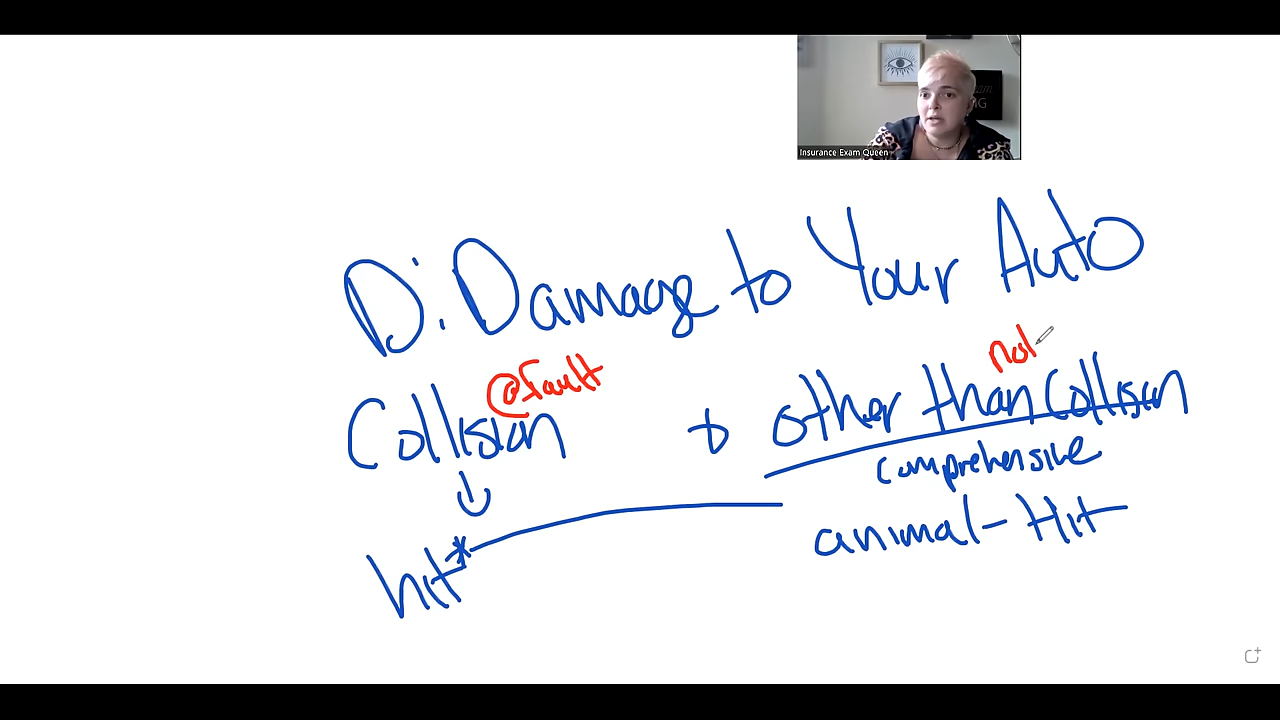 Insurance Exam Queen
D: Damage to Your Auto
@fault
not
Collision + other than Collision
comprehensive
animal - Hit
hit*